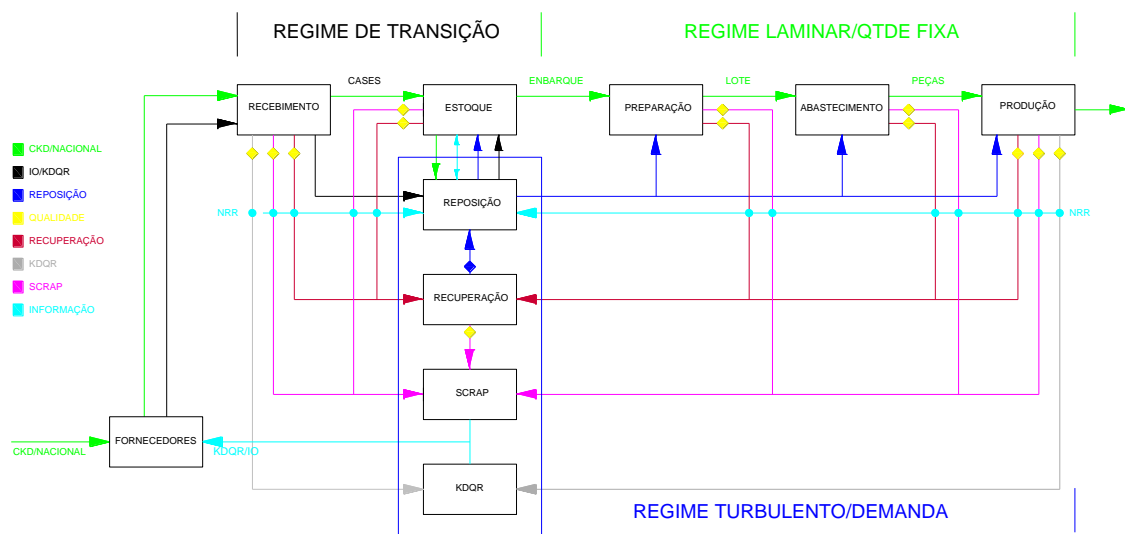 REGIME DE TRANSIÇÃO
REGIME LAMINAR/QTDE FIXA
CASES
ENBARQUE
LOTE
PEÇAS
RECEBIMENTO
ESTOQUE
PREPARAÇÃO
ABASTECIMENTO
PRODUÇÃO
CKD/NACIONAL
IO/KDQR
REPOSIÇÃO
QUALIDADE
RECUPERAÇÃO
KDQR
SCRAP
INFORMAÇÃO
REPOSIÇÃO
NRR
NRR
RECUPERAÇÃO
SCRAP
FORNECEDORES
CKD/NACIONAL
KDQR/IO
KDQR
REGIME TURBULENTO/DEMANDA